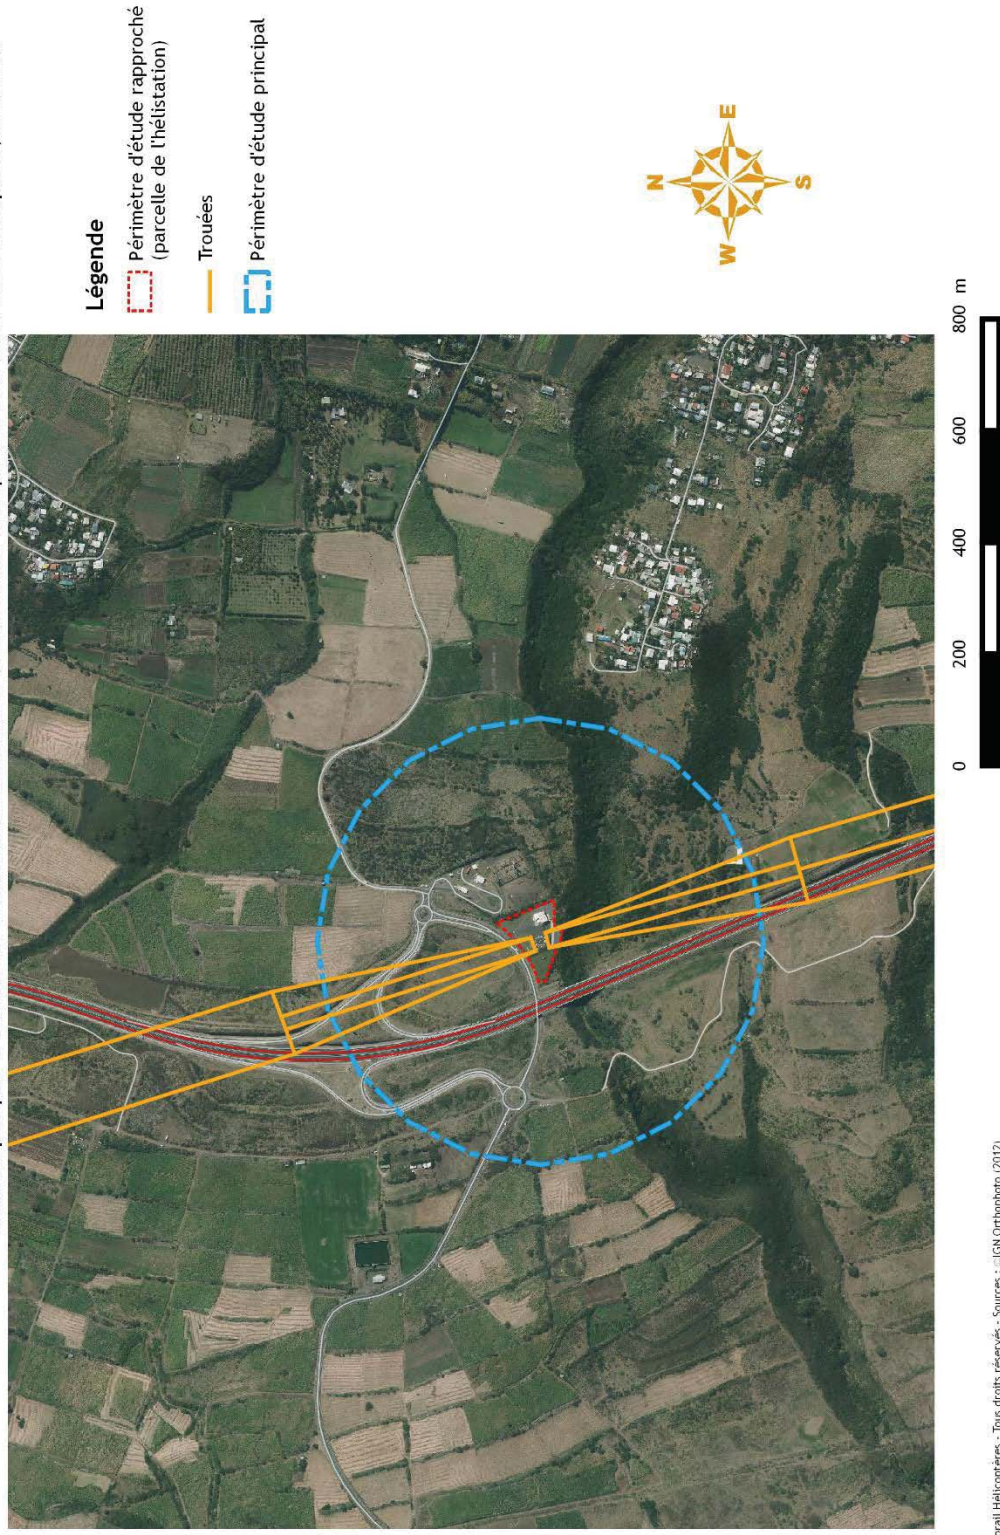 Légende
Périmètre d'étude rapproché
(parcelle de l'hélistation)
Trouées
Périmètre d'étude principal
N
E
S
W
0 200 400 600 800 m
Hélicoptères - Tous droits réservés - Sources : ©IGN Orthophoto (2012)